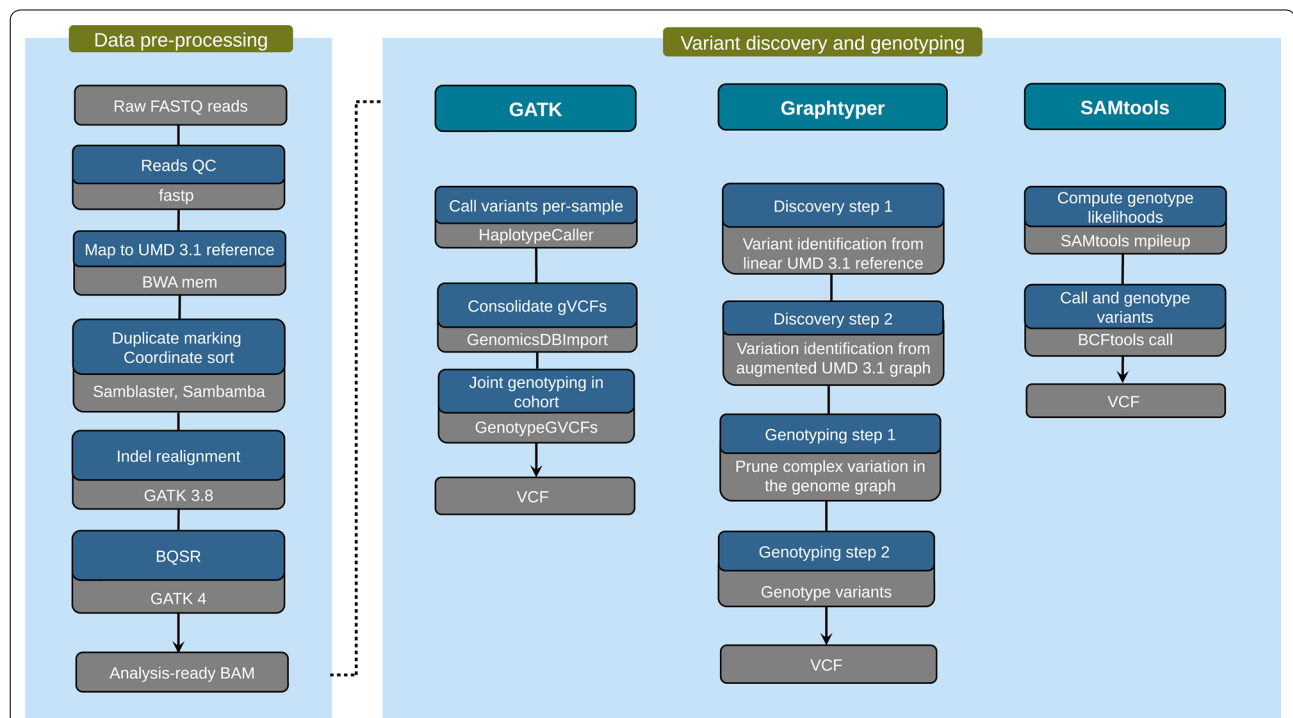 Data pre-processing
Raw FASTQ reads
Reads QC
fastp
Map to UMD 3.1 reference
BWA mem
Duplicate marking
Coordinate sort
Samblaster, Sambamba
Indel realignment
GATK 3.8
BQSR
GATK 4
Analysis-ready BAM
Variant discovery and genotyping
GATK
Call variants per-sample
HaplotypeCaller
Consolidate gVCFs
GenomicsDBImport
Joint genotyping in
cohort
GenotypeGVCFs
VCF
Graphtyper
Discovery step 1
Variant identification from
linear UMD 3.1 reference
Discovery step 2
Variation identification from
augmented UMD 3.1 graph
Genotyping step 1
Prune complex variation in
the genome graph
Genotyping step 2
Genotype variants
VCF
SAMtools
Compute genotype
likelihoods
SAMtools mpileup
Call and genotype
variants
BCFtools call
VCF